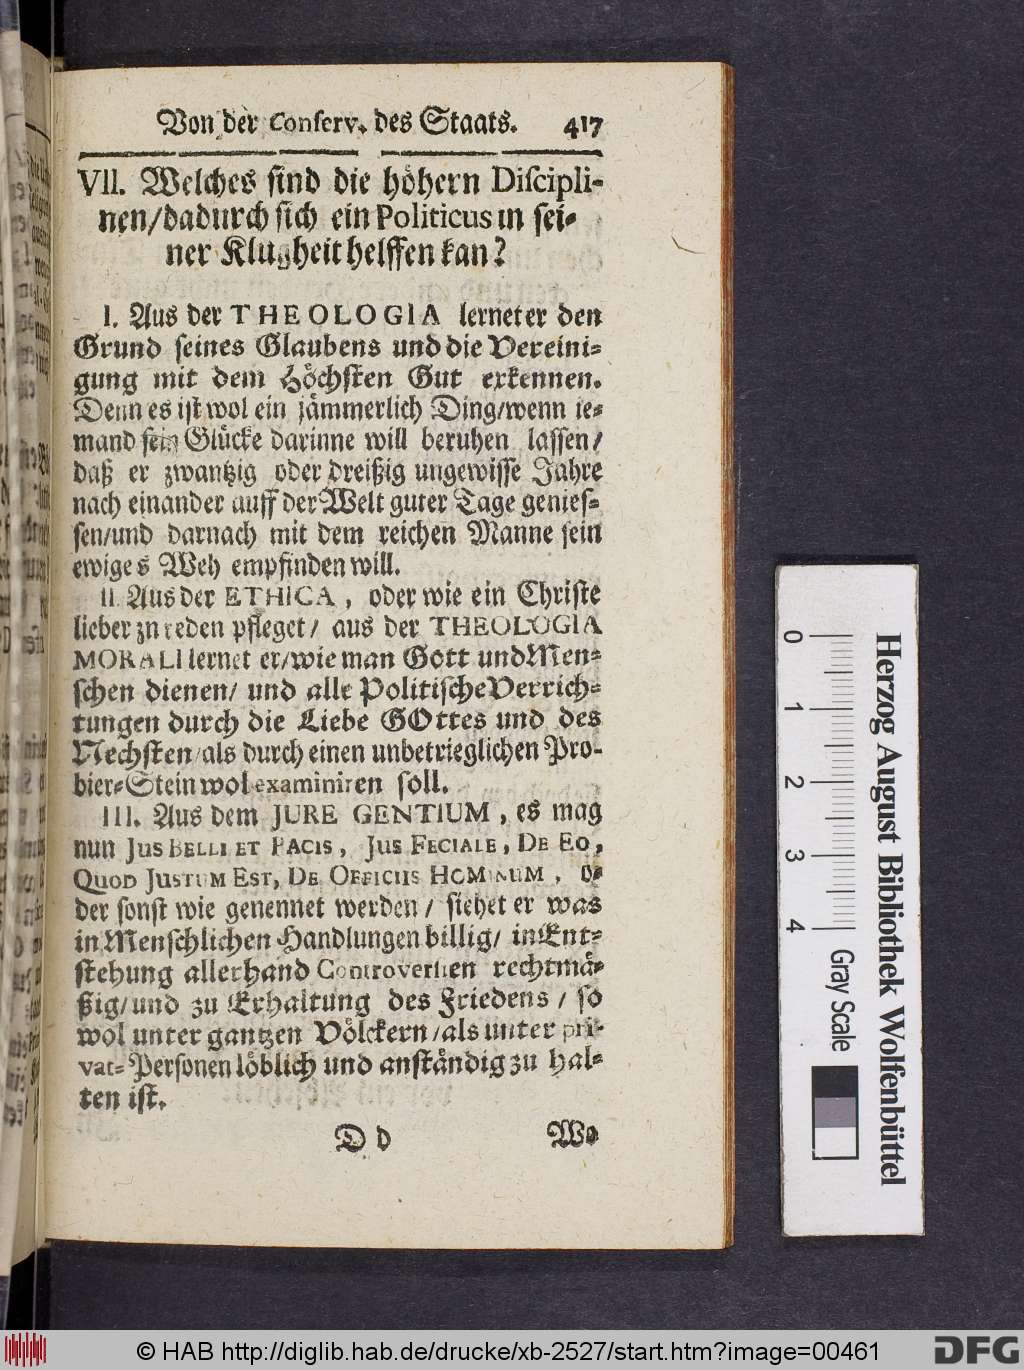 Von der Conserv. des Staats. 417
VII. Welches sind die höhern Discipli-
nen/dadurch sich ein Politicus in sei-
ner Klugheit helffen kan?
I. Aus der THEOLOGIA lernet er den
Grund seines Glaubens und die Vereini-
gung mit dem Höchsten Gut erkennen.
Denn es ist wol ein jämmerlich Ding/wenn ie-
mand sein Glücke darinne will beruhen lassen/
daß er zwantzig oder dreißig ungewisse Jahre
nach einander auff der Welt guter Tage genies-
sen/und darnach mit dem reichen Manne sein
ewiges Weh empfinden will.
II. Aus der ETHICA, oder wie ein Christe
lieber zu reden pfleget/ aus der THEOLOGIA
MORALI lernet er/wie man Gott und Men-
schen dienen/ und alle Politische Verrich-
tungen durch die Liebe GOttes und des
Nechsten/als durch einen unbetrieglichen Pro-
bier-Stein wol examiniren soll.
III. Aus dem JURE GENTIUM, es mag
nun JUS BELLI ET PACIS, JUS FECIALE, DE EO,
QUOD JUSTUM EST, DE OFFICIIS HOMINUM, o-
der sonst wie genennet werden/ siehet er was
in Menschlichen Handlungen billig/ in Ent-
stehung allerhand Controversien rechtmä-
ßig/und zu Erhaltung des Friedens/ so
wol unter gantzen Völckern/als unter pri-
vat-Personen löblich und anständig zu hal-
ten ist.
D d Wo
0 1 2 3 4 Gray Scale
Herzog August Bibliothek Wolfenbüttel
© HAB http://diglib.hab.de/drucke/xb-2527/start.htm?image=00461
DFG